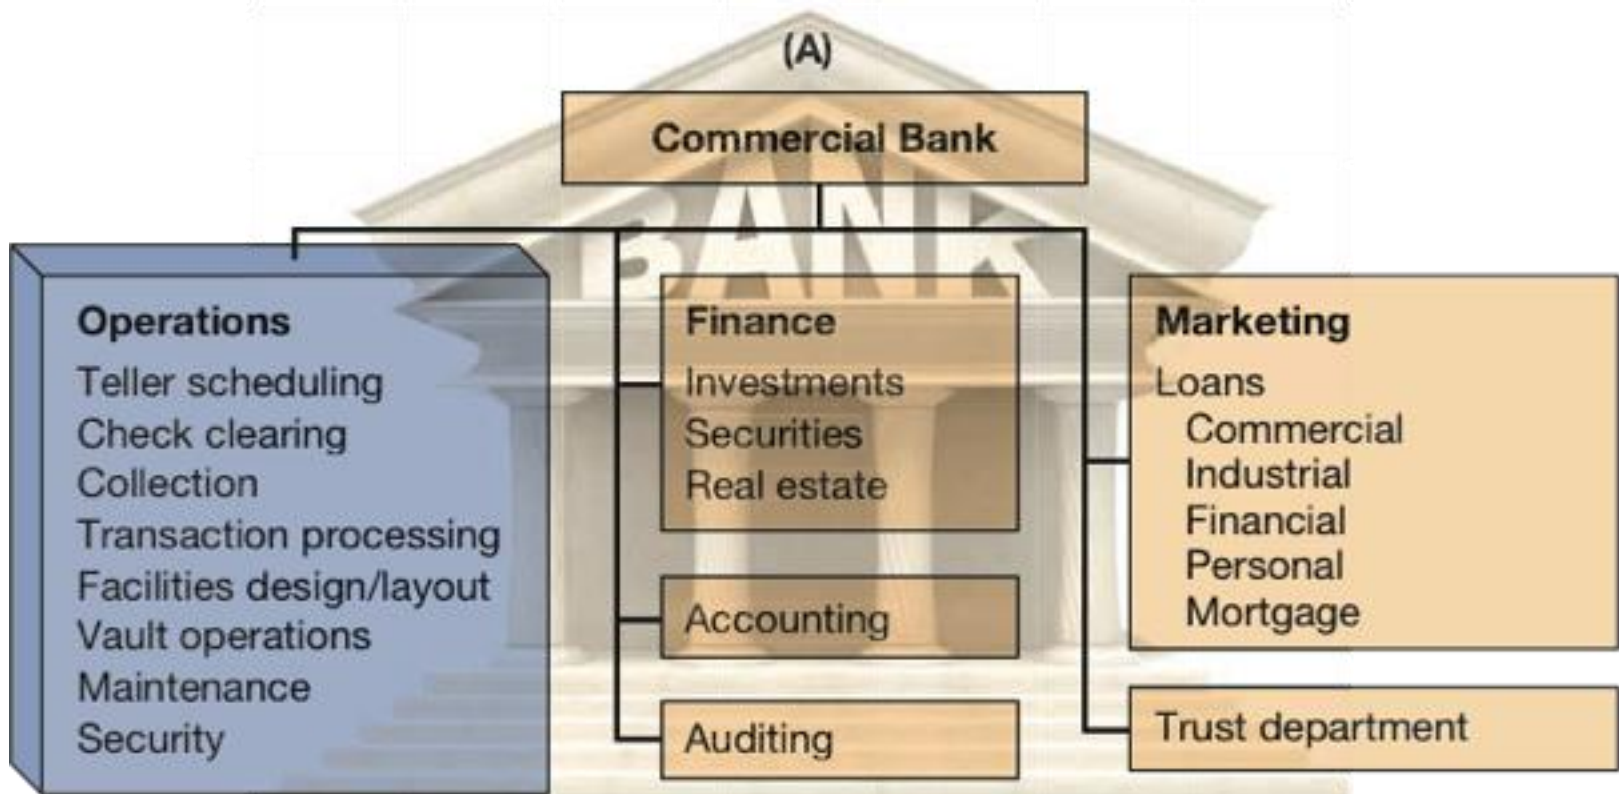 (A)
Commercial Bank
BANK
Operations
Teller scheduling
Check clearing
Collection
Transaction processing
Facilities design/layout
Vault operations
Maintenance
Security
Finance
Investments
Securities
Real estate
Accounting
Auditing
Marketing
Loans
Commercial
Industrial
Financial
Personal
Mortgage
Trust department